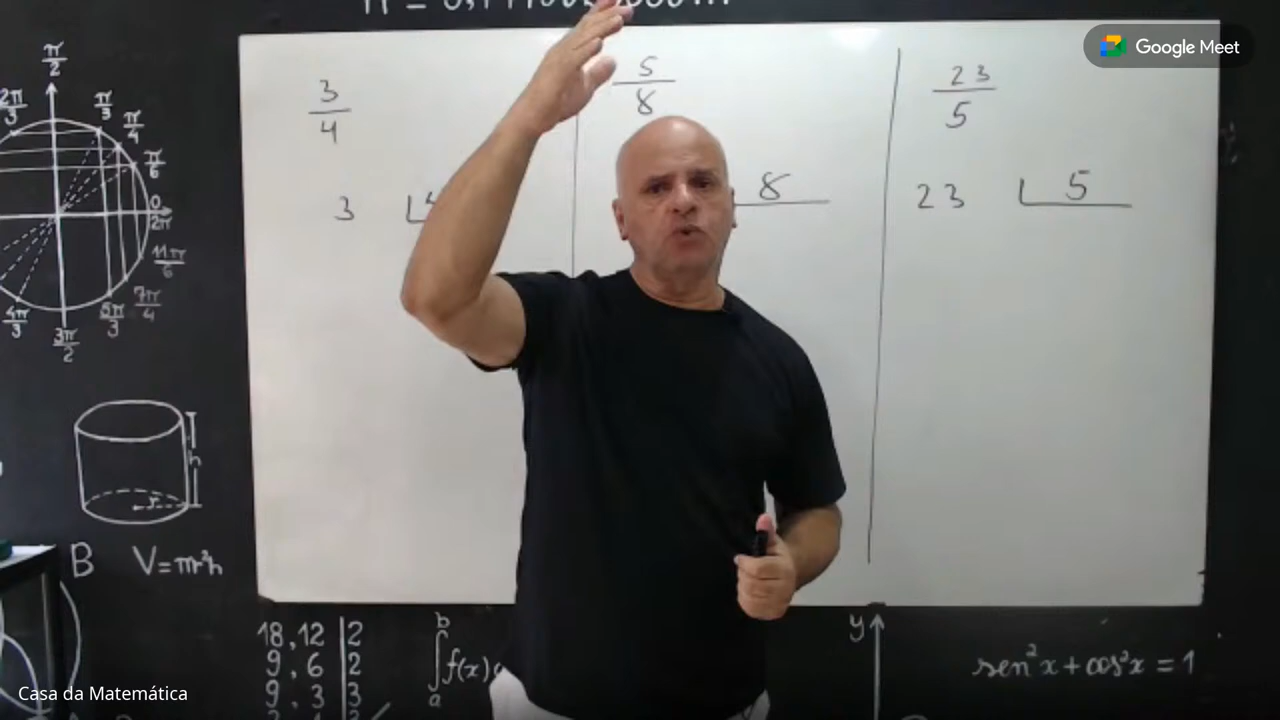 Google Meet
3/4
5/8
23/5
3
8
23 5
π/2
2π/3
π/3
π/4
π/6
0
2π
11π/6
7π/4
5π/3
3π/2
4π/3
h
r
B V=πr²h
18,12 2
9,6 2
9,3 3
b
∫f(x)
a
y
sen²x+cos²x=1
Casa da Matemática